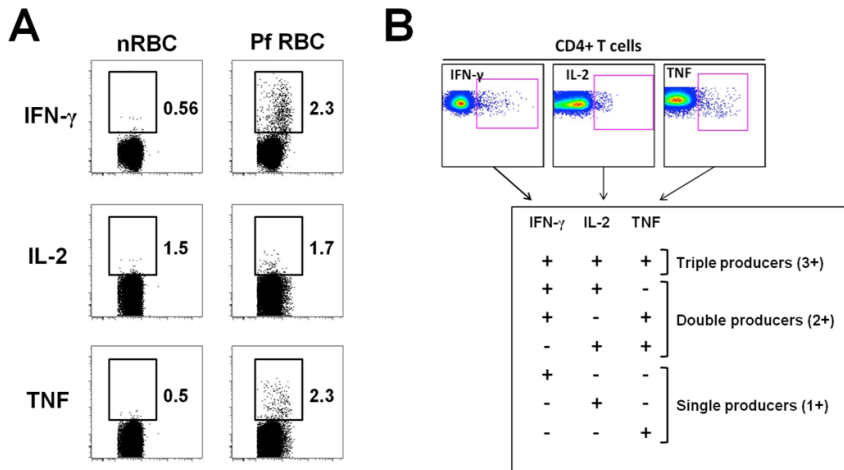 A
nRBC Pf RBC
IFN-γ 0.56 2.3
IL-2 1.5 1.7
TNF 0.5 2.3
B
CD4+ T cells
IFN-γ IL-2 TNF
IFN-γ IL-2 TNF
+ + + Triple producers (3+)
+ + -
+ - + Double producers (2+)
- + +
+ - -
- + - Single producers (1+)
- - +